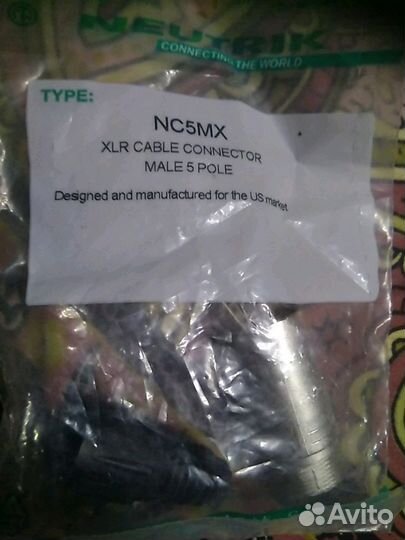 NEUTRIK
CONNECTING THE WORLD
TYPE:
NC5MX
XLR CABLE CONNECTOR
MALE 5 POLE
Designed and manufactured for the US market
Avito